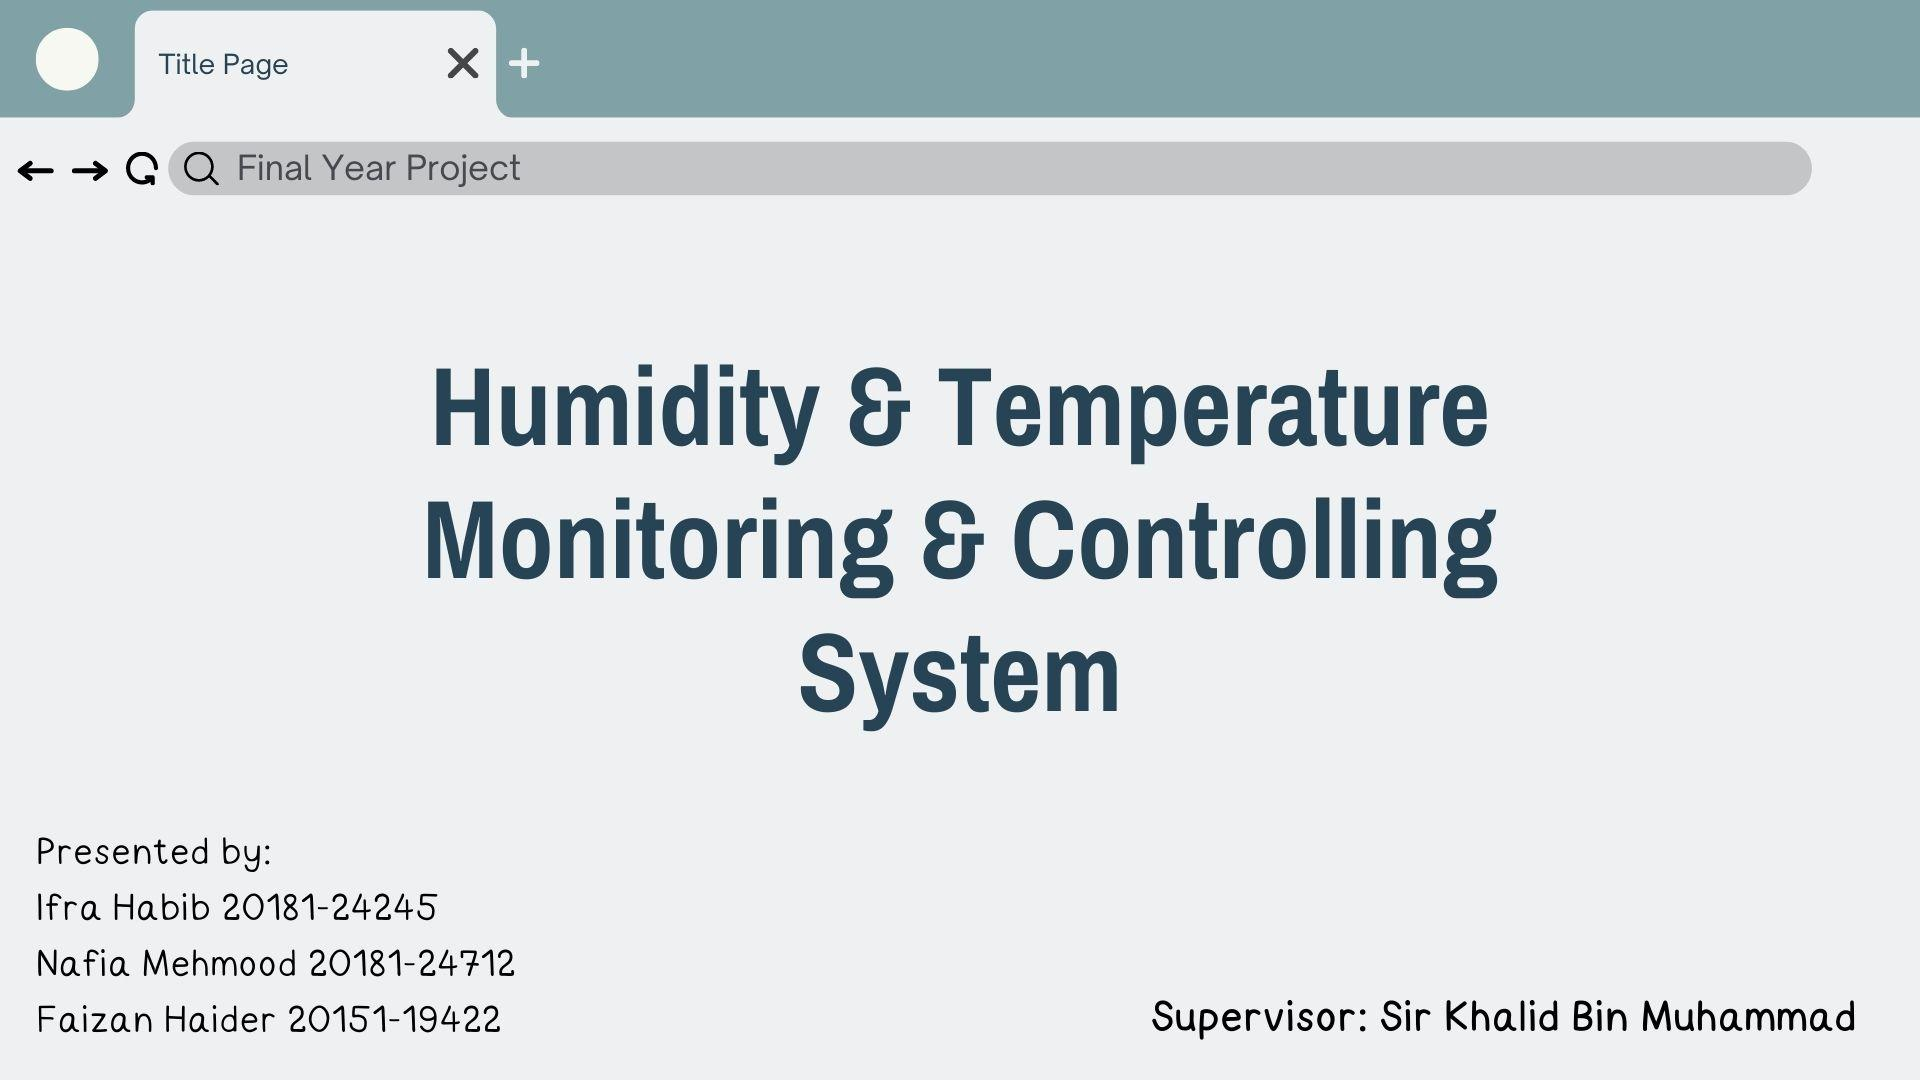 Title Page
Final Year Project
Humidity & Temperature
Monitoring & Controlling
System
Presented by:
Ifra Habib 20181-24245
Nafia Mehmood 20181-24712
Faizan Haider 20151-19422
Supervisor: Sir Khalid Bin Muhammad